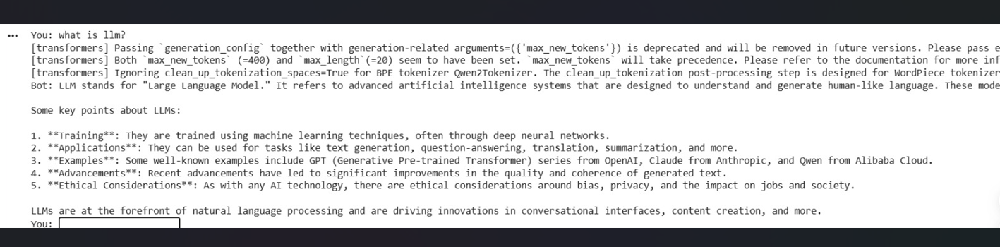 You: what is llm?
[transformers] Passing `generation_config` together with generation-related arguments=({'max_new_tokens'}) is deprecated and will be removed in future versions. Please pass
[transformers] Both `max_new_tokens` (=400) and `max_length`(=20) seem to have been set. `max_new_tokens` will take precedence. Please refer to the documentation for more
[transformers] Ignoring clean_up_tokenization_spaces=True for BPE tokenizer Qwen2Tokenizer. The clean_up_tokenization post-processing step is designed for WordPiece tokenizer
Bot: LLM stands for "Large Language Model." It refers to advanced artificial intelligence systems that are designed to understand and generate human-like language. These
Some key points about LLMs:
1. **Training**: They are trained using machine learning techniques, often through deep neural networks.
2. **Applications**: They can be used for tasks like text generation, question-answering, translation, summarization, and more.
3. **Examples**: Some well-known examples include GPT (Generative Pre-trained Transformer) series from OpenAI, Claude from Anthropic, and Qwen from Alibaba Cloud.
4. **Advancements**: Recent advancements have led to significant improvements in the quality and coherence of generated text.
5. **Ethical Considerations**: As with any AI technology, there are ethical considerations around bias, privacy, and the impact on jobs and society.
LLMs are at the forefront of natural language processing and are driving innovations in conversational interfaces, content creation, and more.
You: